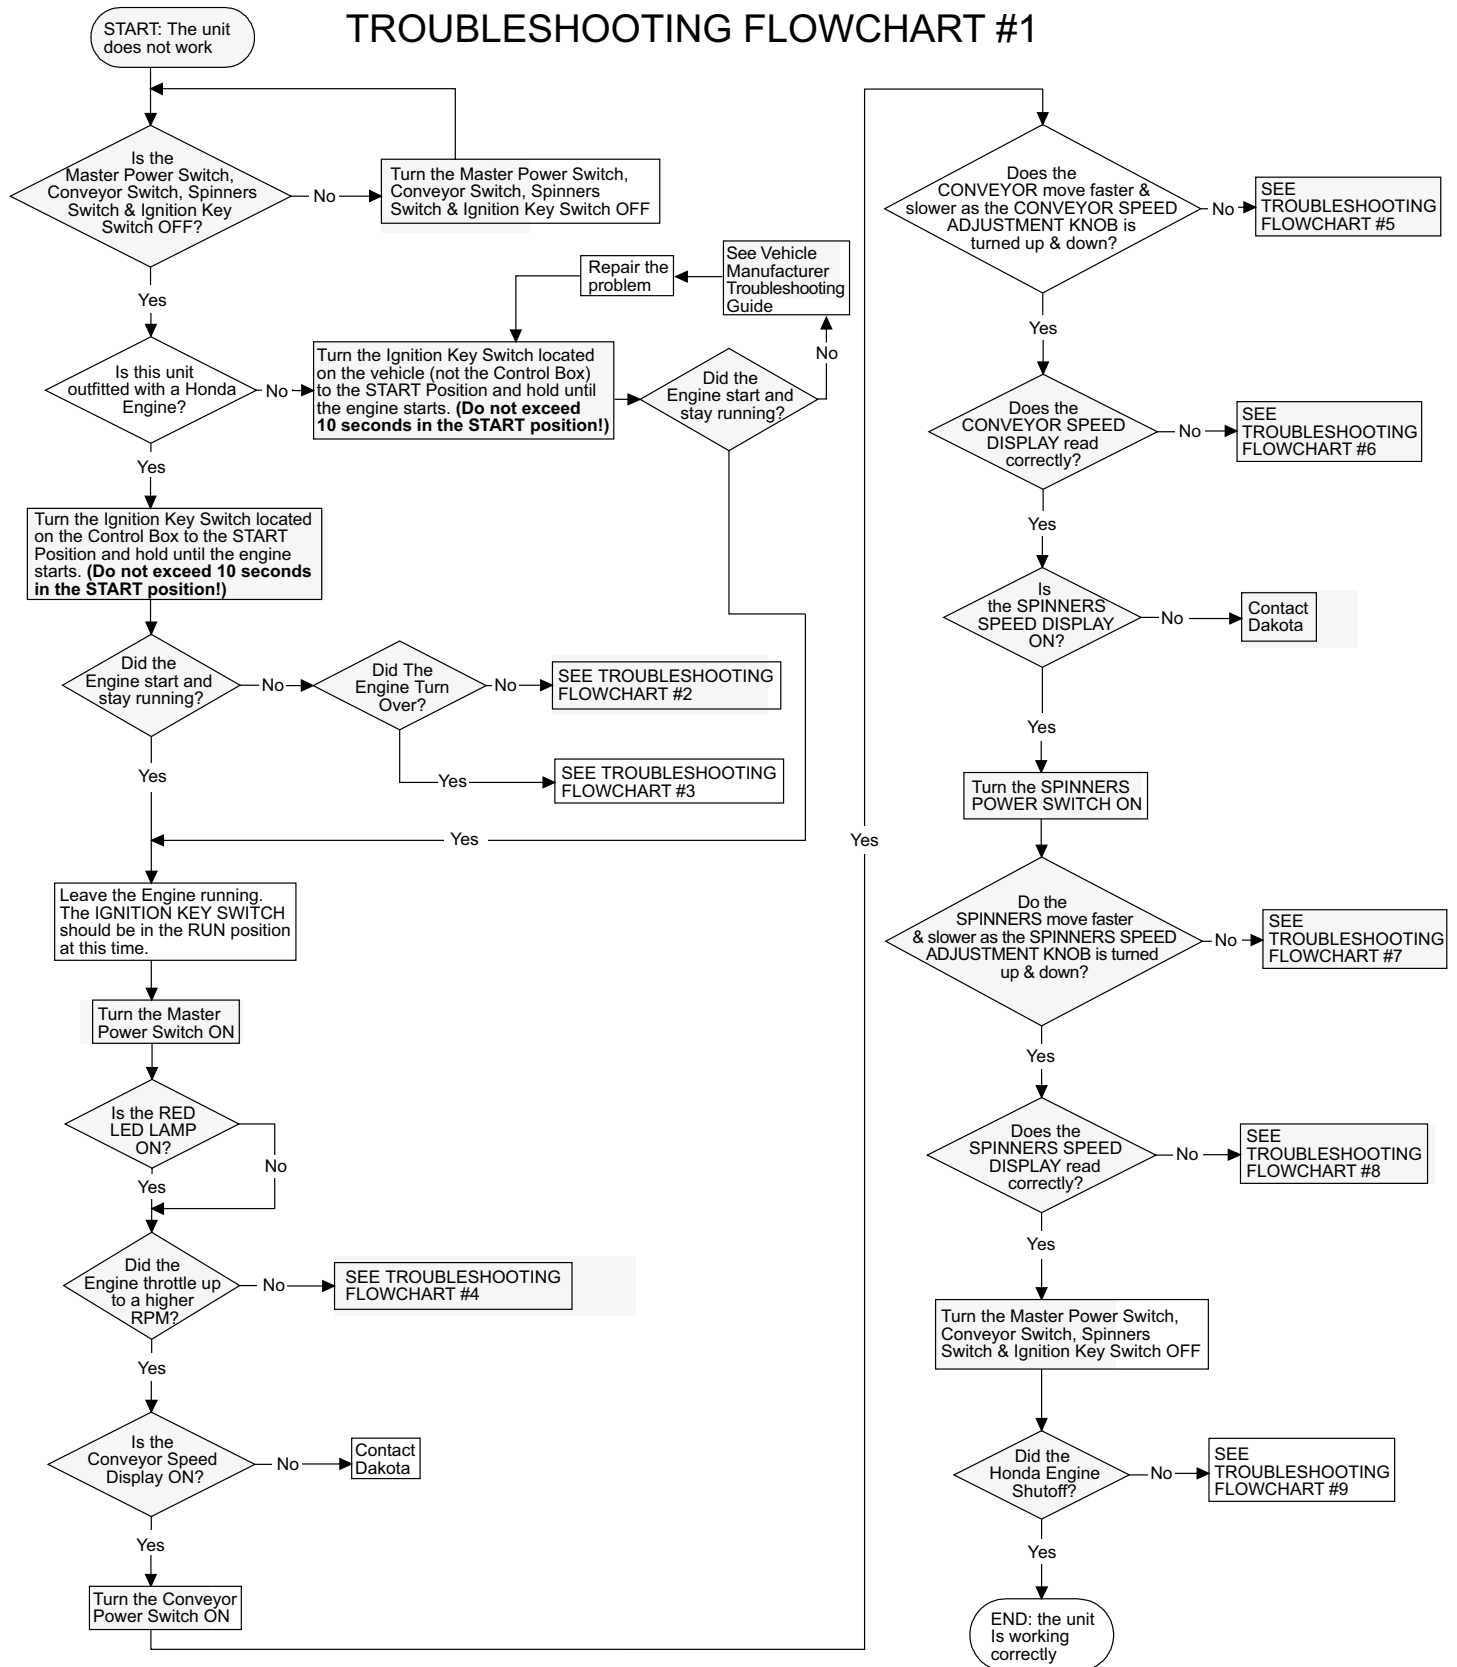 TROUBLESHOOTING FLOWCHART #1
START: The unit
does not work
Is the
Master Power Switch,
Conveyor Switch, Spinners
Switch & Ignition Key
Switch OFF?
No
Turn the Master Power Switch,
Conveyor Switch, Spinners
Switch & Ignition Key Switch OFF
Yes
Is this unit
outfitted with a Honda
Engine?
No
Turn the Ignition Key Switch located
on the vehicle (not the Control Box)
to the START Position and hold until
the engine starts. (Do not exceed
10 seconds in the START position!)
Repair the
problem
See Vehicle
Manufacturer
Troubleshooting
Guide
No
Did the
Engine start and
stay running?
Yes
Turn the Ignition Key Switch located
on the Control Box to the START
Position and hold until the engine
starts. (Do not exceed 10 seconds
in the START position!)
Did the
Engine start and
stay running?
No
Did The
Engine Turn
Over?
No
SEE TROUBLESHOOTING
FLOWCHART #2
Yes
SEE TROUBLESHOOTING
FLOWCHART #3
Yes
Yes
Leave the Engine running.
The IGNITION KEY SWITCH
should be in the RUN position
at this time.
Turn the Master
Power Switch ON
Is the RED
LED LAMP
ON?
No
Yes
Did the
Engine throttle up
to a higher
RPM?
No
SEE TROUBLESHOOTING
FLOWCHART #4
Yes
Is the
Conveyor Speed
Display ON?
No
Contact
Dakota
Yes
Turn the Conveyor
Power Switch ON
Yes
Does the
CONVEYOR move faster &
slower as the CONVEYOR SPEED
ADJUSTMENT KNOB is
turned up & down?
No
SEE
TROUBLESHOOTING
FLOWCHART #5
Yes
Does the
CONVEYOR SPEED
DISPLAY read
correctly?
No
SEE
TROUBLESHOOTING
FLOWCHART #6
Yes
Is
the SPINNERS
SPEED DISPLAY
ON?
No
Contact
Dakota
Yes
Turn the SPINNERS
POWER SWITCH ON
Do the
SPINNERS move faster
& slower as the SPINNERS SPEED
ADJUSTMENT KNOB is turned
up & down?
No
SEE
TROUBLESHOOTING
FLOWCHART #7
Yes
Does the
SPINNERS SPEED
DISPLAY read
correctly?
No
SEE
TROUBLESHOOTING
FLOWCHART #8
Yes
Turn the Master Power Switch,
Conveyor Switch, Spinners
Switch & Ignition Key Switch OFF
Did the
Honda Engine
Shutoff?
No
SEE
TROUBLESHOOTING
FLOWCHART #9
Yes
END: the unit
Is working
correctly